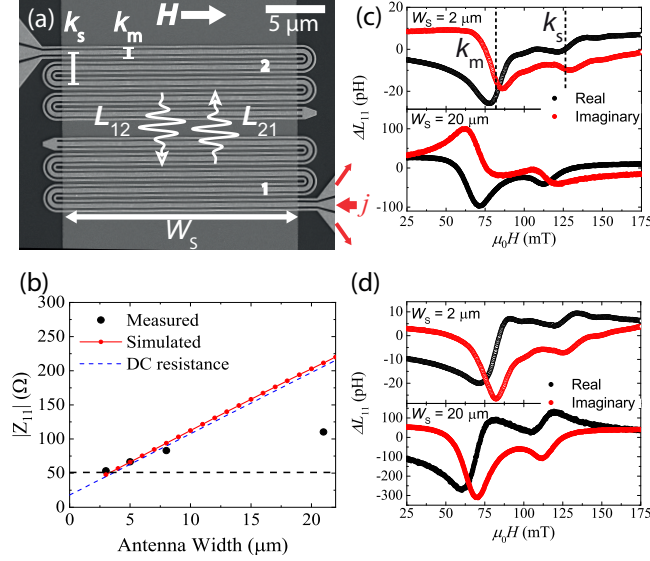 (a)
H
5 μm
k_s
k_m
2
L_12
L_21
1
j
W_S
(b)
300
250
200
150
100
50
0
|Z_11| (Ω)
Measured
Simulated
DC resistance
0 5 10 15 20
Antenna Width (μm)
(c)
W_S = 2 μm
k_m
k_s
0
-20
Real
Imaginary
W_S = 20 μm
100
0
-100
ΔL_11 (pH)
25 50 75 100 125 150 175
μ_0H (mT)
(d)
W_S = 2 μm
10
0
-10
-20
Real
Imaginary
W_S = 20 μm
100
0
-100
-200
-300
ΔL_11 (pH)
25 50 75 100 125 150 175
μ_0H (mT)